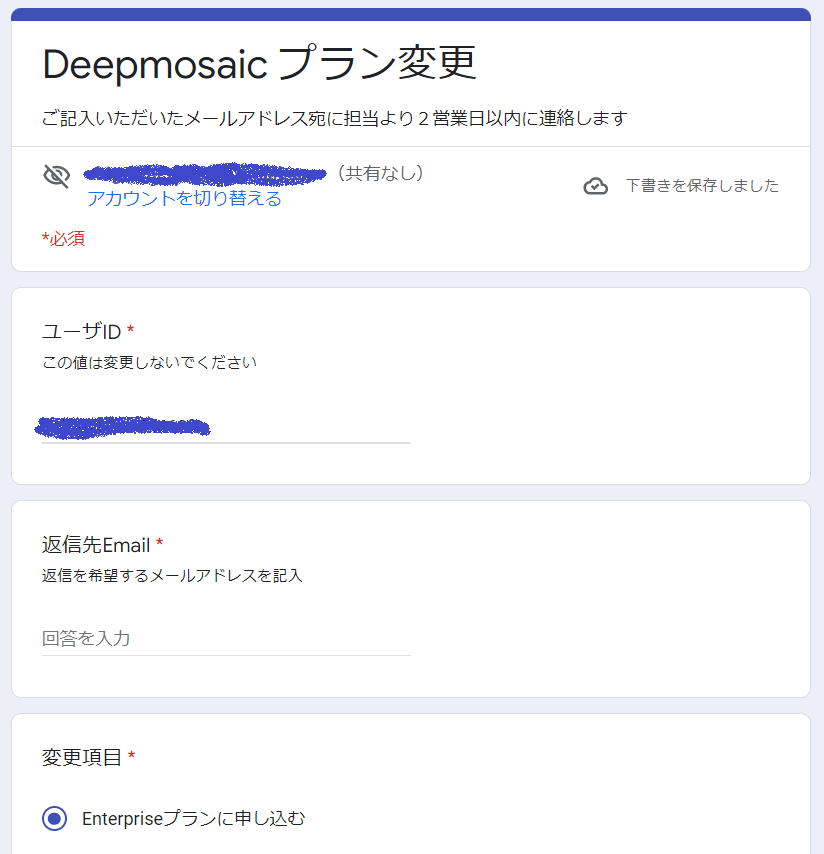 Deepmosaic プラン変更
ご記入いただいたメールアドレス宛に担当より２営業日以内に連絡します
（共有なし）
アカウントを切り替える
下書きを保存しました
*必須
ユーザID *
この値は変更しないでください
返信先Email *
返信を希望するメールアドレスを記入
回答を入力
変更項目 *
Enterpriseプランに申し込む